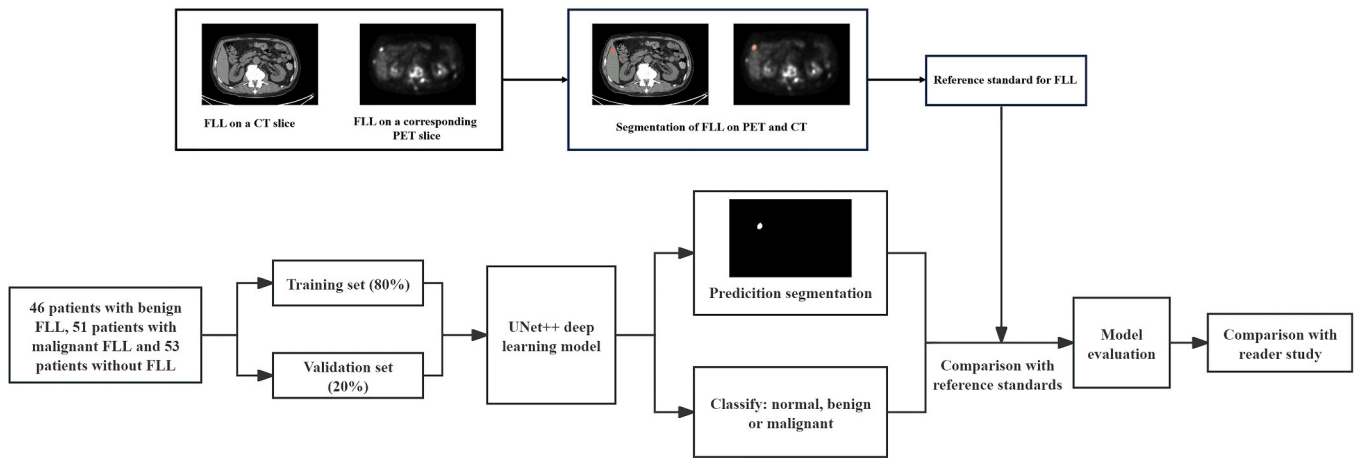 FLL on a CT slice
FLL on a corresponding
PET slice
Segmentation of FLL on PET and CT
Reference standard for FLL
46 patients with benign
FLL, 51 patients with
malignant FLL and 53
patients without FLL
Training set (80%)
Validation set
(20%)
UNet++ deep
learning model
Predicition segmentation
Classify: normal, benign
or malignant
Comparison with
reference standards
Model
evaluation
Comparison with
reader study